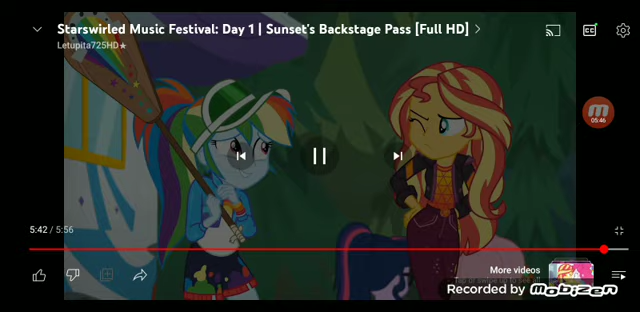 Starswirled Music Festival: Day 1 | Sunset's Backstage Pass [Full HD]
Letupita725HD★
CC
05:46
5:42 / 5:56
More videos
Recorded by MOBIZEN